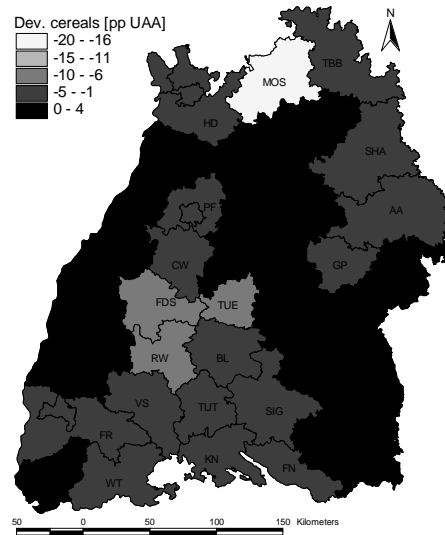 Dev. cereals [pp UAA]
-20 - -16
-15 - -11
-10 - -6
-5 - -1
0 - 4
N
MOS
TBB
HD
SHA
PF
AA
CW
GP
FDS
TUE
RW
BL
VS
TUT
SIG
FR
KN
FN
WT
50 0 50 100 150 Kilometers